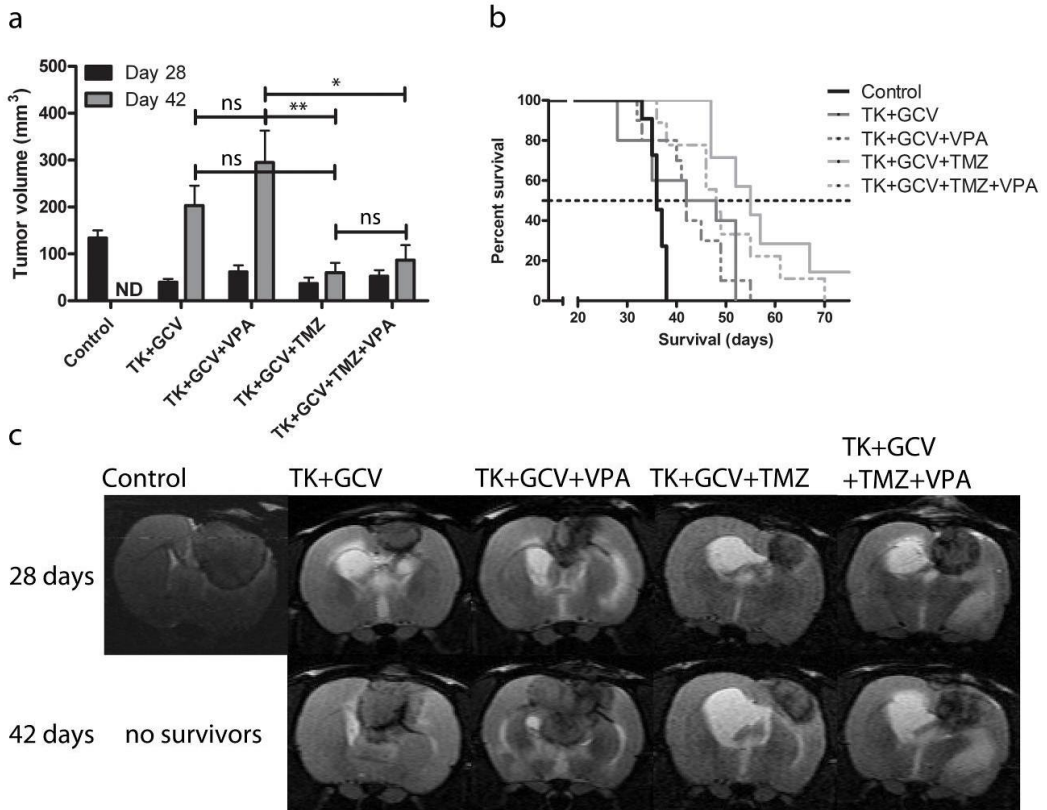 a
500
400
300
200
100
0
Tumor volume (mm³)
Day 28
Day 42
ns
**
*
ns
ns
ND
Control
TK+GCV
TK+GCV+VPA
TK+GCV+TMZ
TK+GCV+TMZ+VPA
b
100
80
60
40
20
0
Percent survival
20 30 40 50 60 70
Survival (days)
Control
TK+GCV
TK+GCV+VPA
TK+GCV+TMZ
TK+GCV+TMZ+VPA
c
Control TK+GCV TK+GCV+VPA TK+GCV+TMZ TK+GCV
+TMZ+VPA
28 days
42 days no survivors